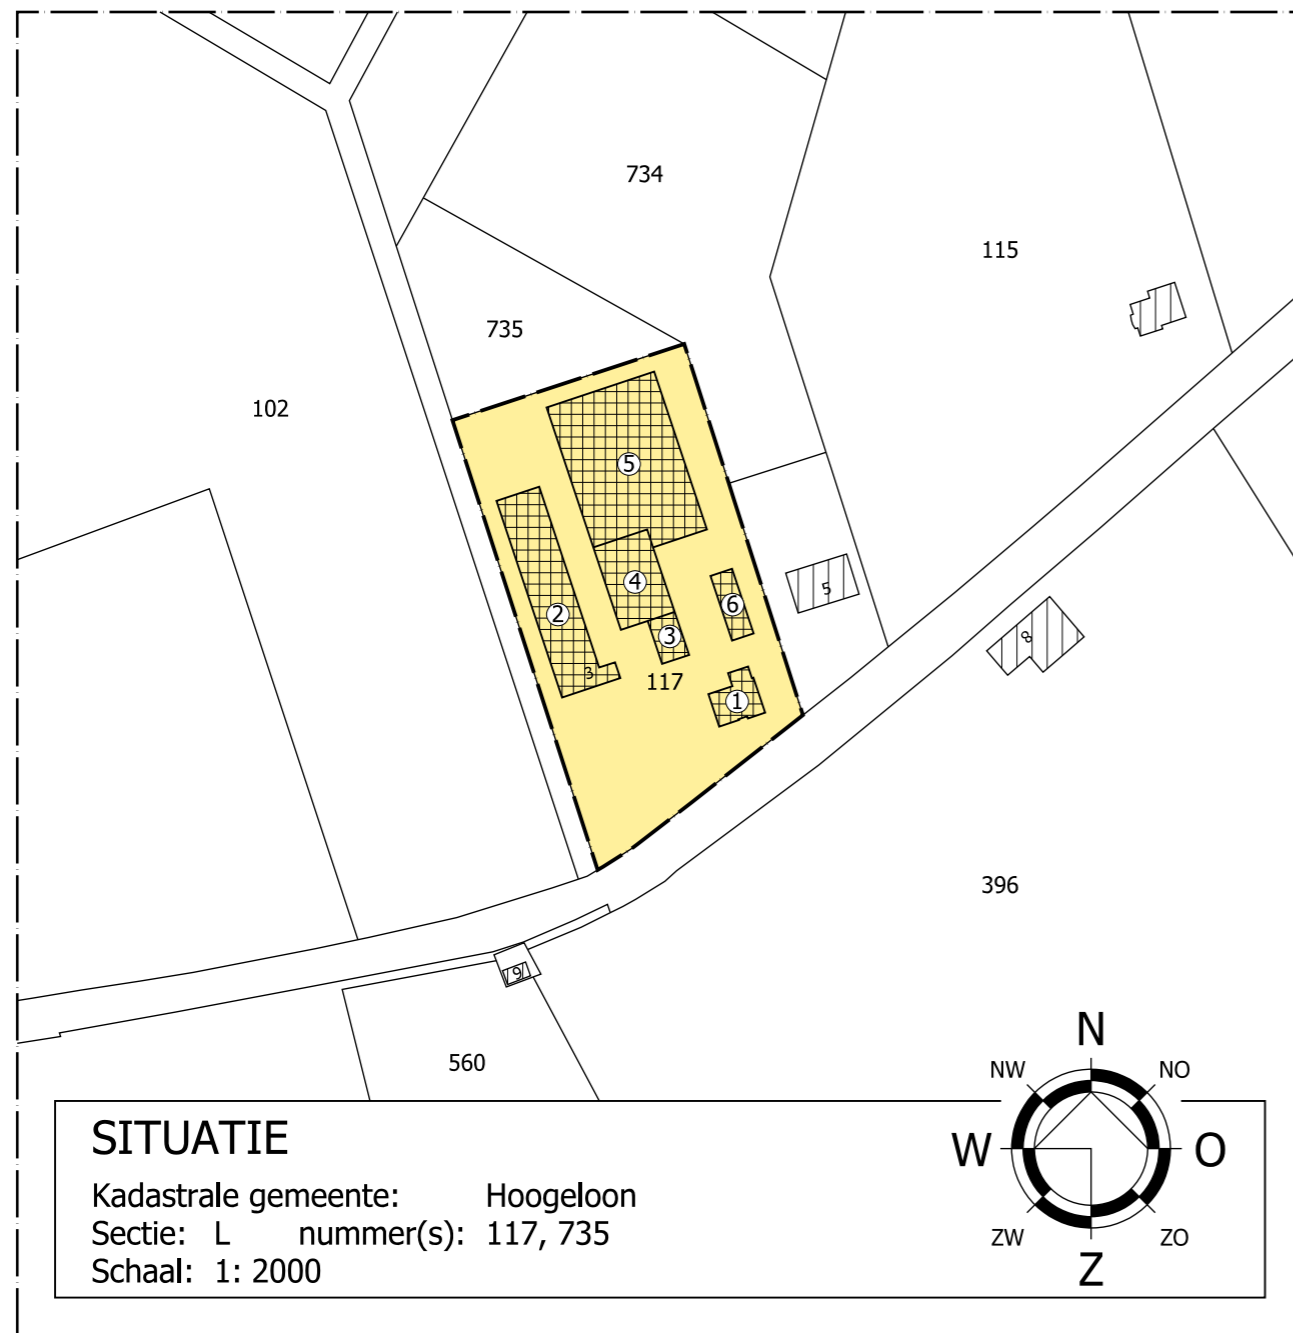 734
115
735
102
5
4
2
6
3
5
3
117
1
8
396
9
560
N
NW NO
W O
ZW ZO
Z
SITUATIE
Kadastrale gemeente: Hoogeloon
Sectie: L nummer(s): 117, 735
Schaal: 1: 2000